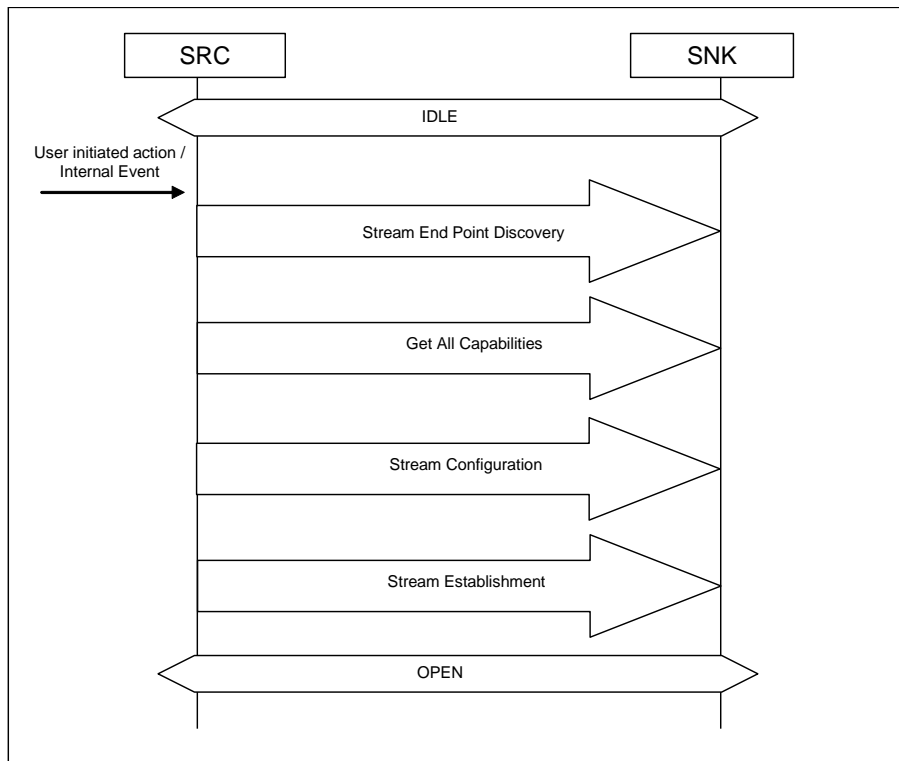 SRC
SNK
IDLE
User initiated action /
Internal Event
Stream End Point Discovery
Get All Capabilities
Stream Configuration
Stream Establishment
OPEN